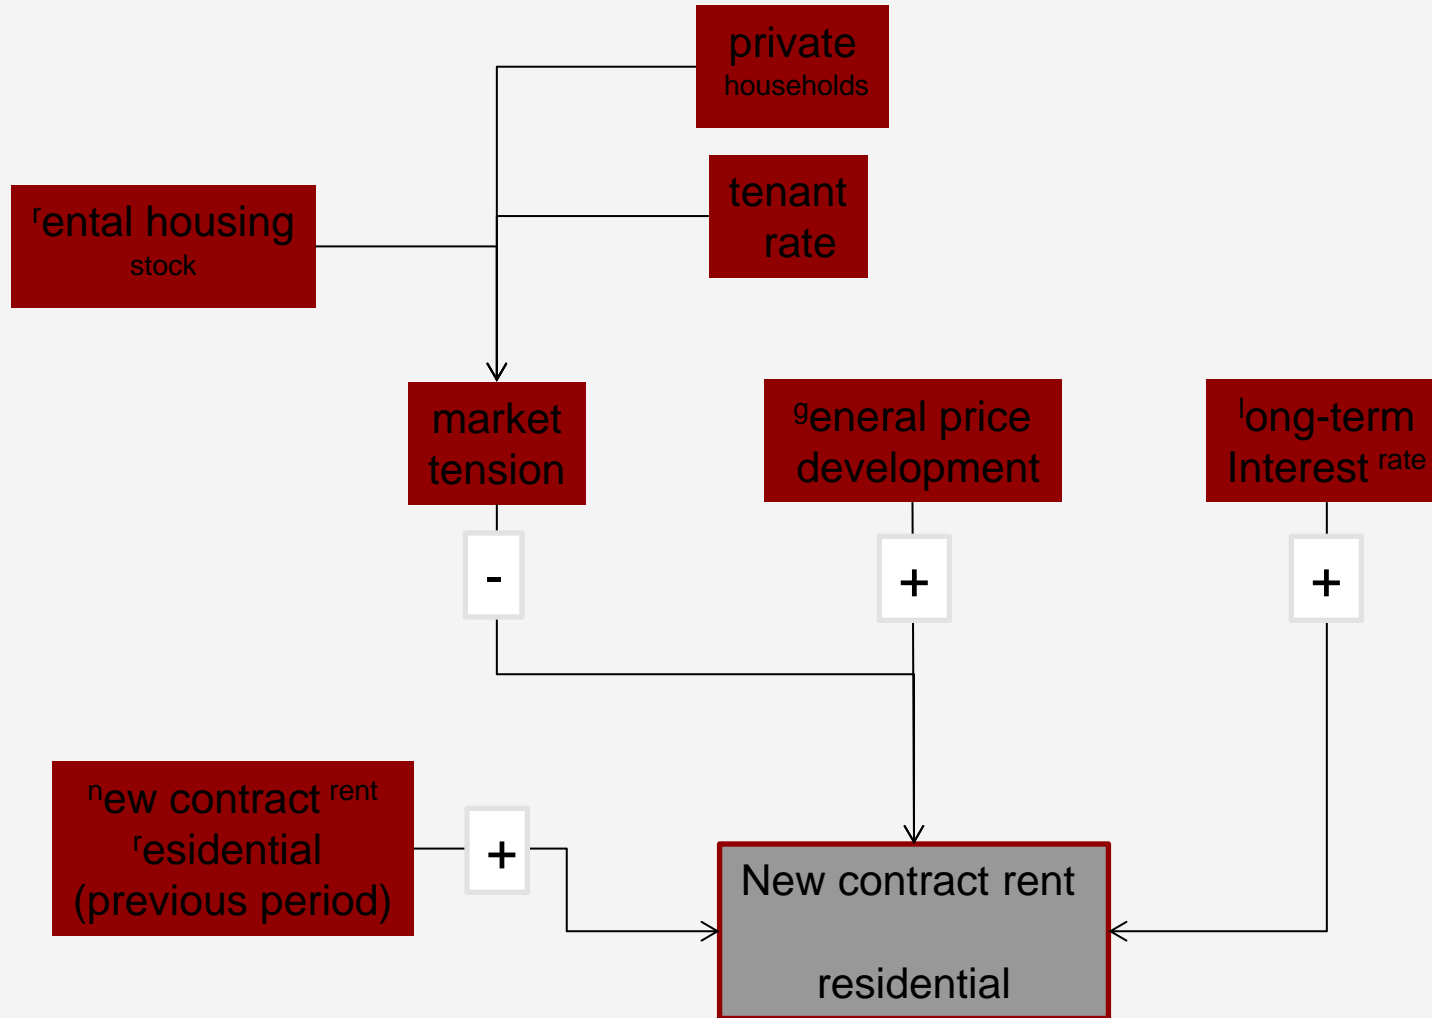 private
households
tenant
rate
rental housing
stock
market
tension
general price
development
long-term
Interest rate
-
+
+
new contract rent
residential
(previous period)
+
New contract rent
residential